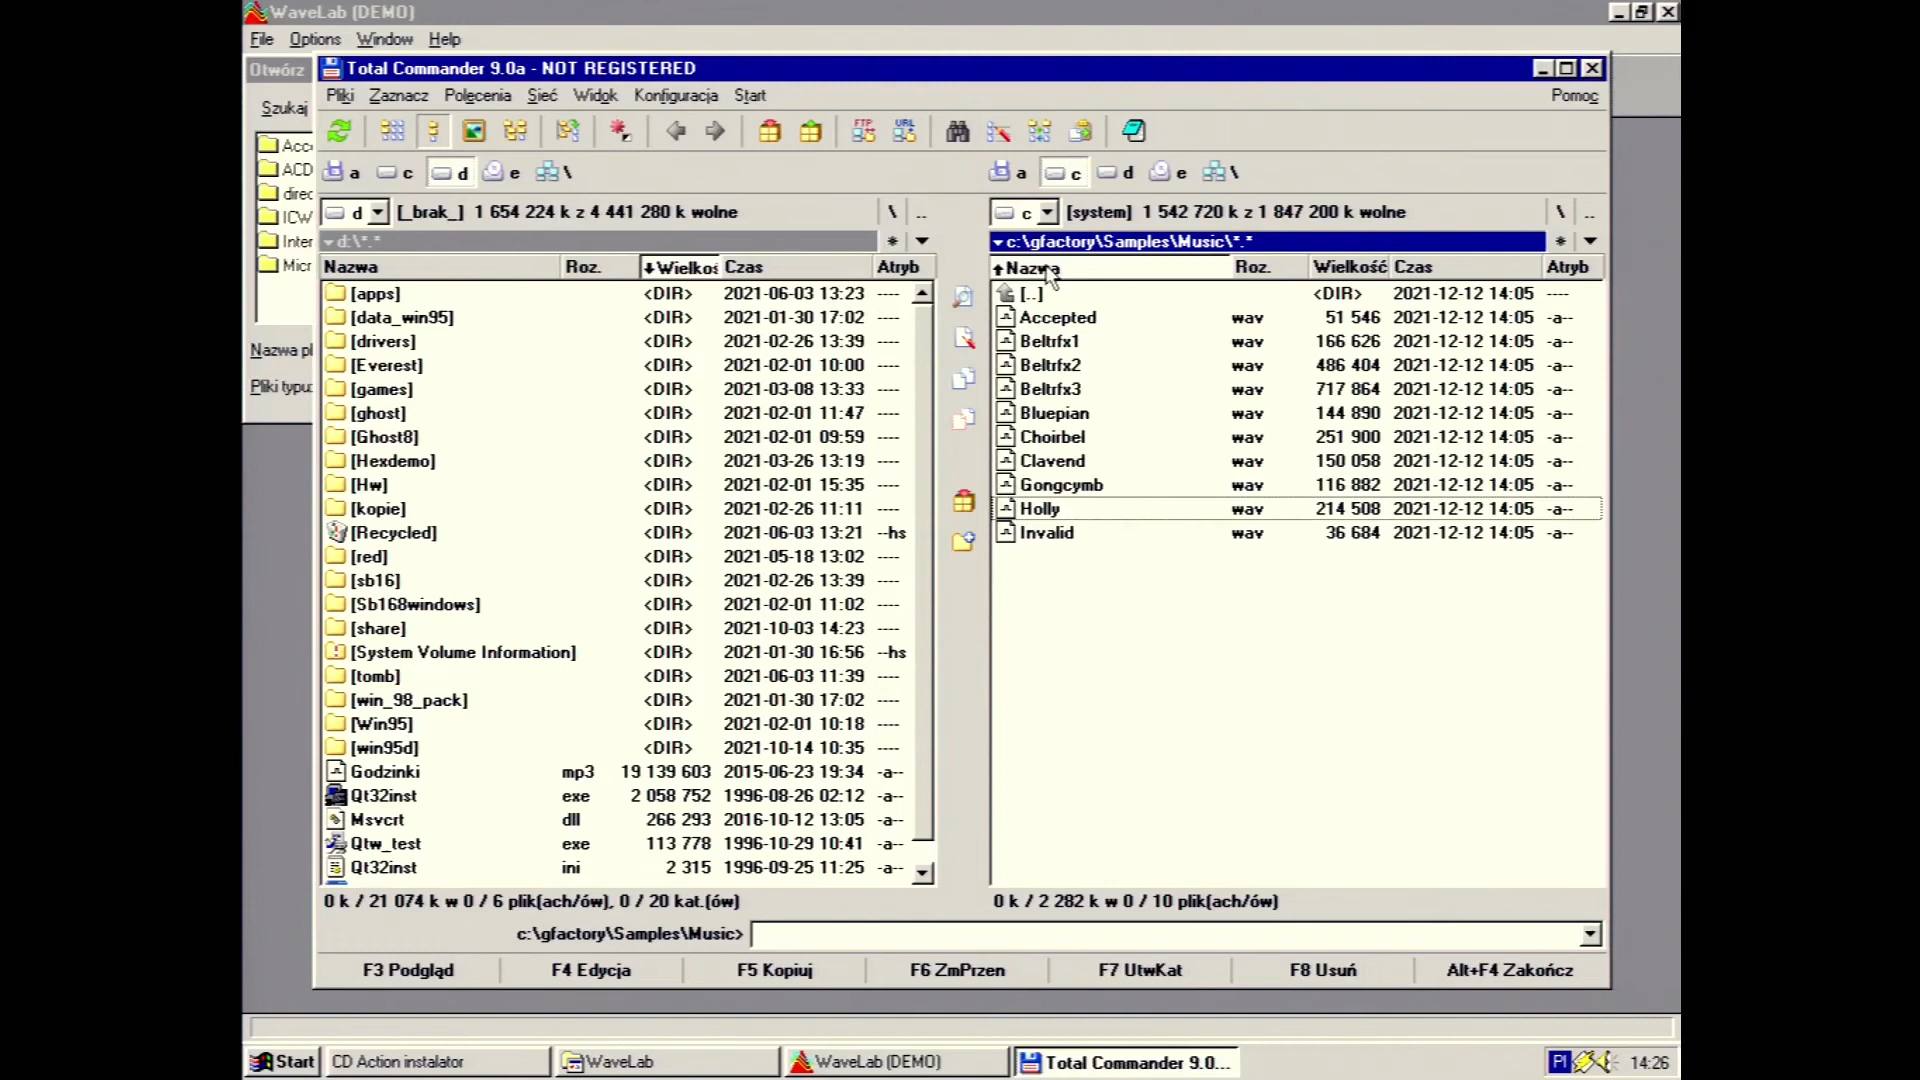 WaveLab (DEMO)
File Options Window Help
Otwórz
Szukaj
Nazwa pl
Pliki typu:
Total Commander 9.0a - NOT REGISTERED
Pliki Zaznacz Polecenia Sieć Widok Konfiguracja Start Pomoc
FTP URL
a c d e \ a c d e \
d [_brak_] 1 654 224 k z 4 441 280 k wolne \ .. c [system] 1 542 720 k z 1 847 200 k wolne \ ..
d:\*.* * c:\gfactory\Samples\Music\*.* *
Nazwa Roz. Wielkoś Czas Atryb
[apps] <DIR> 2021-06-03 13:23 ----
[data_win95] <DIR> 2021-01-30 17:02 ----
[drivers] <DIR> 2021-02-26 13:39 ----
[Everest] <DIR> 2021-02-01 10:00 ----
[games] <DIR> 2021-03-08 13:33 ----
[ghost] <DIR> 2021-02-01 11:47 ----
[Ghost8] <DIR> 2021-02-01 09:59 ----
[Hexdemo] <DIR> 2021-03-26 13:19 ----
[Hw] <DIR> 2021-02-01 15:35 ----
[kopie] <DIR> 2021-02-26 11:11 ----
[Recycled] <DIR> 2021-06-03 13:21 --hs
[red] <DIR> 2021-05-18 13:02 ----
[sb16] <DIR> 2021-02-26 13:39 ----
[Sb168windows] <DIR> 2021-02-01 11:02 ----
[share] <DIR> 2021-10-03 14:23 ----
[System Volume Information] <DIR> 2021-01-30 16:56 --hs
[tomb] <DIR> 2021-06-03 11:39 ----
[win_98_pack] <DIR> 2021-01-30 17:02 ----
[Win95] <DIR> 2021-02-01 10:18 ----
[win95d] <DIR> 2021-10-14 10:35 ----
Godzinki mp3 19 139 603 2015-06-23 19:34 -a--
Qt32inst exe 2 058 752 1996-08-26 02:12 -a--
Msvcrt dll 266 293 2016-10-12 13:05 -a--
Qtw_test exe 113 778 1996-10-29 10:41 -a--
Qt32inst ini 2 315 1996-09-25 11:25 -a--
0 k / 21 074 k w 0 / 6 plik(ach/ów), 0 / 20 kat.(ów)
Nazwa Roz. Wielkość Czas Atryb
[..] <DIR> 2021-12-12 14:05 ----
Accepted wav 51 546 2021-12-12 14:05 -a--
Beltrfx1 wav 166 626 2021-12-12 14:05 -a--
Beltrfx2 wav 486 404 2021-12-12 14:05 -a--
Beltrfx3 wav 717 864 2021-12-12 14:05 -a--
Bluepian wav 144 890 2021-12-12 14:05 -a--
Choirbel wav 251 900 2021-12-12 14:05 -a--
Clavend wav 150 058 2021-12-12 14:05 -a--
Gongcymb wav 116 882 2021-12-12 14:05 -a--
Holly wav 214 508 2021-12-12 14:05 -a--
Invalid wav 36 684 2021-12-12 14:05 -a--
0 k / 2 282 k w 0 / 10 plik(ach/ów)
c:\gfactory\Samples\Music>
F3 Podgląd F4 Edycja F5 Kopiuj F6 ZmPrzen F7 UtwKat F8 Usuń Alt+F4 Zakończ
Start CD Action instalator WaveLab WaveLab (DEMO) Total Commander 9.0... Pl 14:26